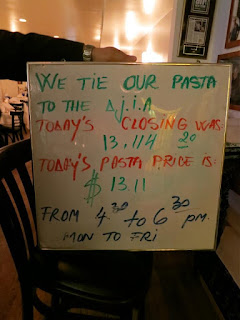 WE TIE OUR PASTA
TO THE D.J.I.A.
TODAY'S CLOSING WAS:
13,114 20
TODAY'S PASTA PRICE IS:
$13.11
FROM 4.30 TO 6.30 PM.
MON TO FRI